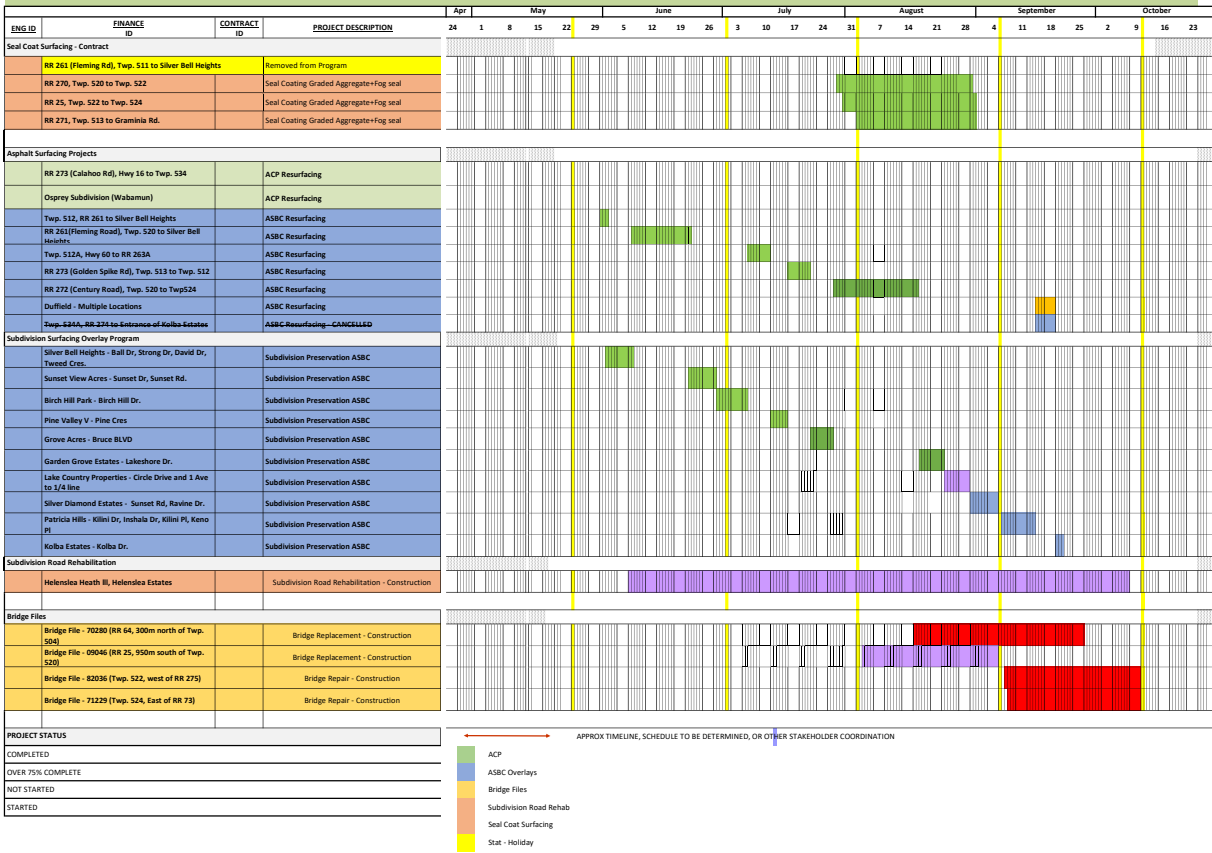 Apr May June July August September October
ENG ID FINANCE ID CONTRACT ID PROJECT DESCRIPTION 24 1 8 15 22 29 5 12 19 26 3 10 17 24 31 7 14 21 28 4 11 18 25 2 9 16 23
Seal Coat Surfacing - Contract
RR 261 (Fleming Rd), Twp. 511 to Silver Bell Heights Removed from Program
RR 270, Twp. 520 to Twp. 522 Seal Coating Graded Aggregate+Fog seal
RR 25, Twp. 522 to Twp. 524 Seal Coating Graded Aggregate+Fog seal
RR 271, Twp. 513 to Graminia Rd. Seal Coating Graded Aggregate+Fog seal
Asphalt Surfacing Projects
RR 273 (Calahoo Rd), Hwy 16 to Twp. 534 ACP Resurfacing
Osprey Subdivision (Wabamun) ACP Resurfacing
Twp. 512, RR 261 to Silver Bell Heights ASBC Resurfacing
RR 261(Fleming Road), Twp. 520 to Silver Bell
Heights ASBC Resurfacing
Twp. 512A, Hwy 60 to RR 263A ASBC Resurfacing
RR 273 (Golden Spike Rd), Twp. 513 to Twp. 512 ASBC Resurfacing
RR 272 (Century Road), Twp. 520 to Twp524 ASBC Resurfacing
Duffield - Multiple Locations ASBC Resurfacing
Twp. 534A, RR 274 to Entrance of Kolba Estates ASBC Resurfacing - CANCELLED
Subdivision Surfacing Overlay Program
Silver Bell Heights - Ball Dr, Strong Dr, David Dr,
Tweed Cres. Subdivision Preservation ASBC
Sunset View Acres - Sunset Dr, Sunset Rd. Subdivision Preservation ASBC
Birch Hill Park - Birch Hill Dr. Subdivision Preservation ASBC
Pine Valley V - Pine Cres Subdivision Preservation ASBC
Grove Acres - Bruce BLVD Subdivision Preservation ASBC
Garden Grove Estates - Lakeshore Dr. Subdivision Preservation ASBC
Lake Country Properties - Circle Drive and 1 Ave
to 1/4 line Subdivision Preservation ASBC
Silver Diamond Estates - Sunset Rd, Ravine Dr. Subdivision Preservation ASBC
Patricia Hills - Kilini Dr, Inshala Dr, Kilini Pl, Keno
Pl Subdivision Preservation ASBC
Kolba Estates - Kolba Dr. Subdivision Preservation ASBC
Subdivision Road Rehabilitation
Helenslea Heath lll, Helenslea Estates Subdivision Road Rehabilitation - Construction
Bridge Files
Bridge File - 70280 (RR 64, 300m north of Twp.
504) Bridge Replacement - Construction
Bridge File - 09046 (RR 25, 950m south of Twp.
520) Bridge Replacement - Construction
Bridge File - 82036 (Twp. 522, west of RR 275) Bridge Repair - Construction
Bridge File - 71229 (Twp. 524, East of RR 73) Bridge Repair - Construction
PROJECT STATUS APPROX TIMELINE, SCHEDULE TO BE DETERMINED, OR OTHER STAKEHOLDER COORDINATION
COMPLETED ACP
OVER 75% COMPLETE ASBC Overlays
NOT STARTED Bridge Files
STARTED Subdivision Road Rehab
Seal Coat Surfacing
Stat - Holiday